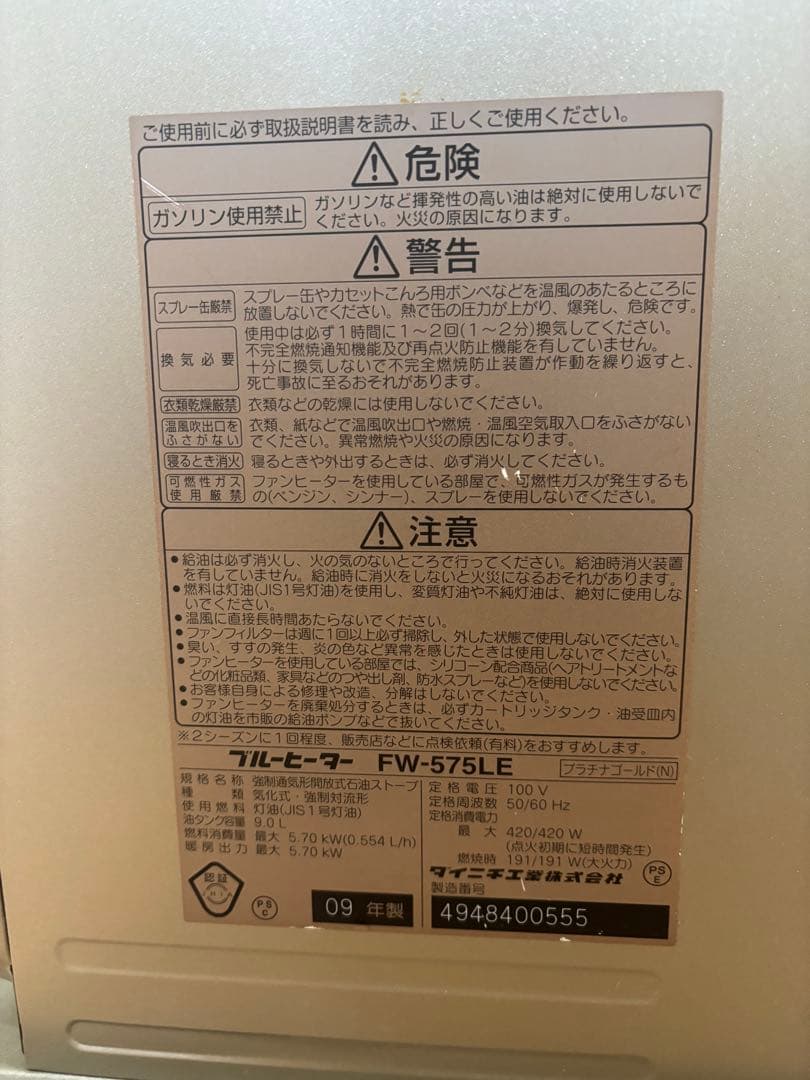 ご使用前に必ず取扱説明書を読み、正しくご使用ください。
⚠危険
ガソリン使用禁止
ガソリンなど揮発性の高い油は絶対に使用しないで
ください。火災の原因になります。
⚠警告
スプレー缶厳禁
スプレー缶やカセットこんろ用ボンベなどを温風のあたるところに
放置しないでください。熱で缶の圧力が上がり、爆発し、危険です。
換気必要
使用中は必ず1時間に1〜2回(1〜2分)換気してください。
不完全燃焼通知機能及び再点火防止機能を有していません。
十分に換気しないで不完全燃焼防止装置が作動を繰り返すと、
死亡事故に至るおそれがあります。
衣類乾燥厳禁
衣類などの乾燥には使用しないでください。
温風吹出口を
ふさがない
衣類、紙などで温風吹出口や燃焼・温風空気取入口をふさがない
でください。異常燃焼や火災の原因になります。
寝るとき消火
寝るときや外出するときは、必ず消火してください。
可燃性ガス
使用厳禁
ファンヒーターを使用している部屋で、可燃性ガスが発生するも
の(ベンジン、シンナー)、スプレーを使用しないでください。
⚠注意
●給油は必ず消火し、火の気のないところで行ってください。給油時消火装置
を有していません。給油時に消火をしないと火災になるおそれがあります。
●燃料は灯油(JIS1号灯油)を使用し、変質灯油や不純灯油は、絶対に使用しな
いでください。
●温風に直接長時間あたらないでください。
●ファンフィルターは週に1回以上必ず掃除し、外した状態で使用しないでください。
●臭い、すすの発生、炎の色など異常を感じたときは使用しないでください。
●ファンヒーターを使用している部屋では、シリコーン配合商品(ヘアトリートメントな
どの化粧品類、家具などのつや出し剤、防水スプレーなど)を使用しないでください。
●お客様自身による修理や改造、分解はしないでください。
●ファンヒーターを廃棄処分するときは、必ずカートリッジタンク・油受皿内
の灯油を市販の給油ポンプなどで抜いてください。
※2シーズンに1回程度、販売店などに点検依頼(有料)をおすすめします。
ブルーヒーター FW-575LE プラチナゴールド(N)
規格名称 強制通気形開放式石油ストーブ
種類 気化式・強制対流形
使用燃料 灯油(JIS1号灯油)
油タンク容量 9.0L
燃料消費量 最大 5.70kW(0.554L/h)
暖房出力 最大 5.70kW
定格電圧 100V
定格周波数 50/60Hz
定格消費電力
最大 420/420W
(点火初期に短時間発生)
燃焼時 191/191W(大火力)
ダイニチ工業株式会社
PSE
認証
PSC
09年製
製造番号
4948400555